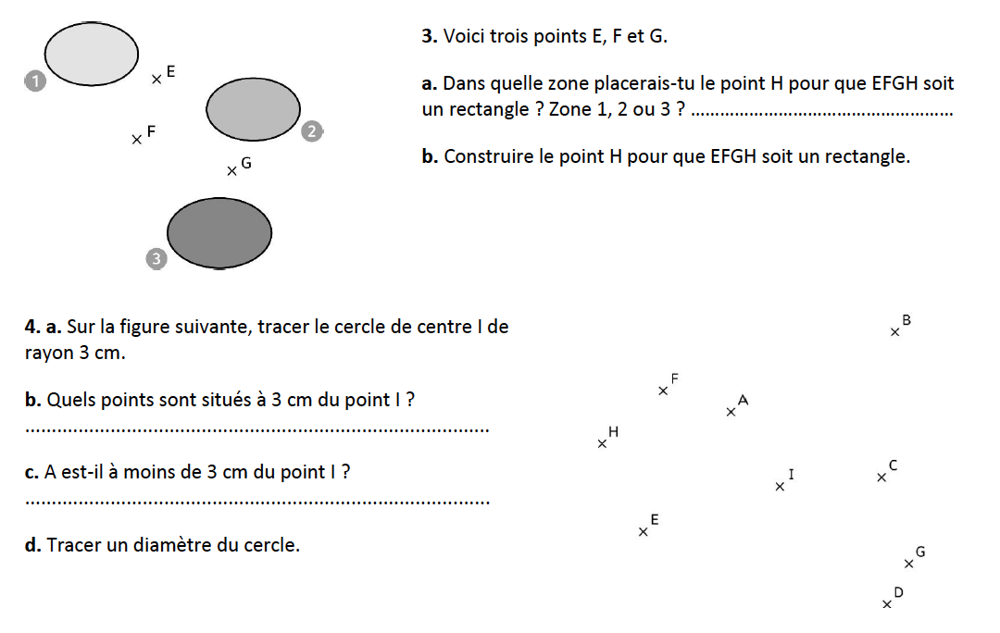 1
E
F
2
G
3
3. Voici trois points E, F et G.
a. Dans quelle zone placerais-tu le point H pour que EFGH soit
un rectangle ? Zone 1, 2 ou 3 ? ......................................................
b. Construire le point H pour que EFGH soit un rectangle.
4. a. Sur la figure suivante, tracer le cercle de centre I de
rayon 3 cm.
b. Quels points sont situés à 3 cm du point I ?
......................................................................................
c. A est-il à moins de 3 cm du point I ?
......................................................................................
d. Tracer un diamètre du cercle.
B
F
A
H
C
I
E
G
D